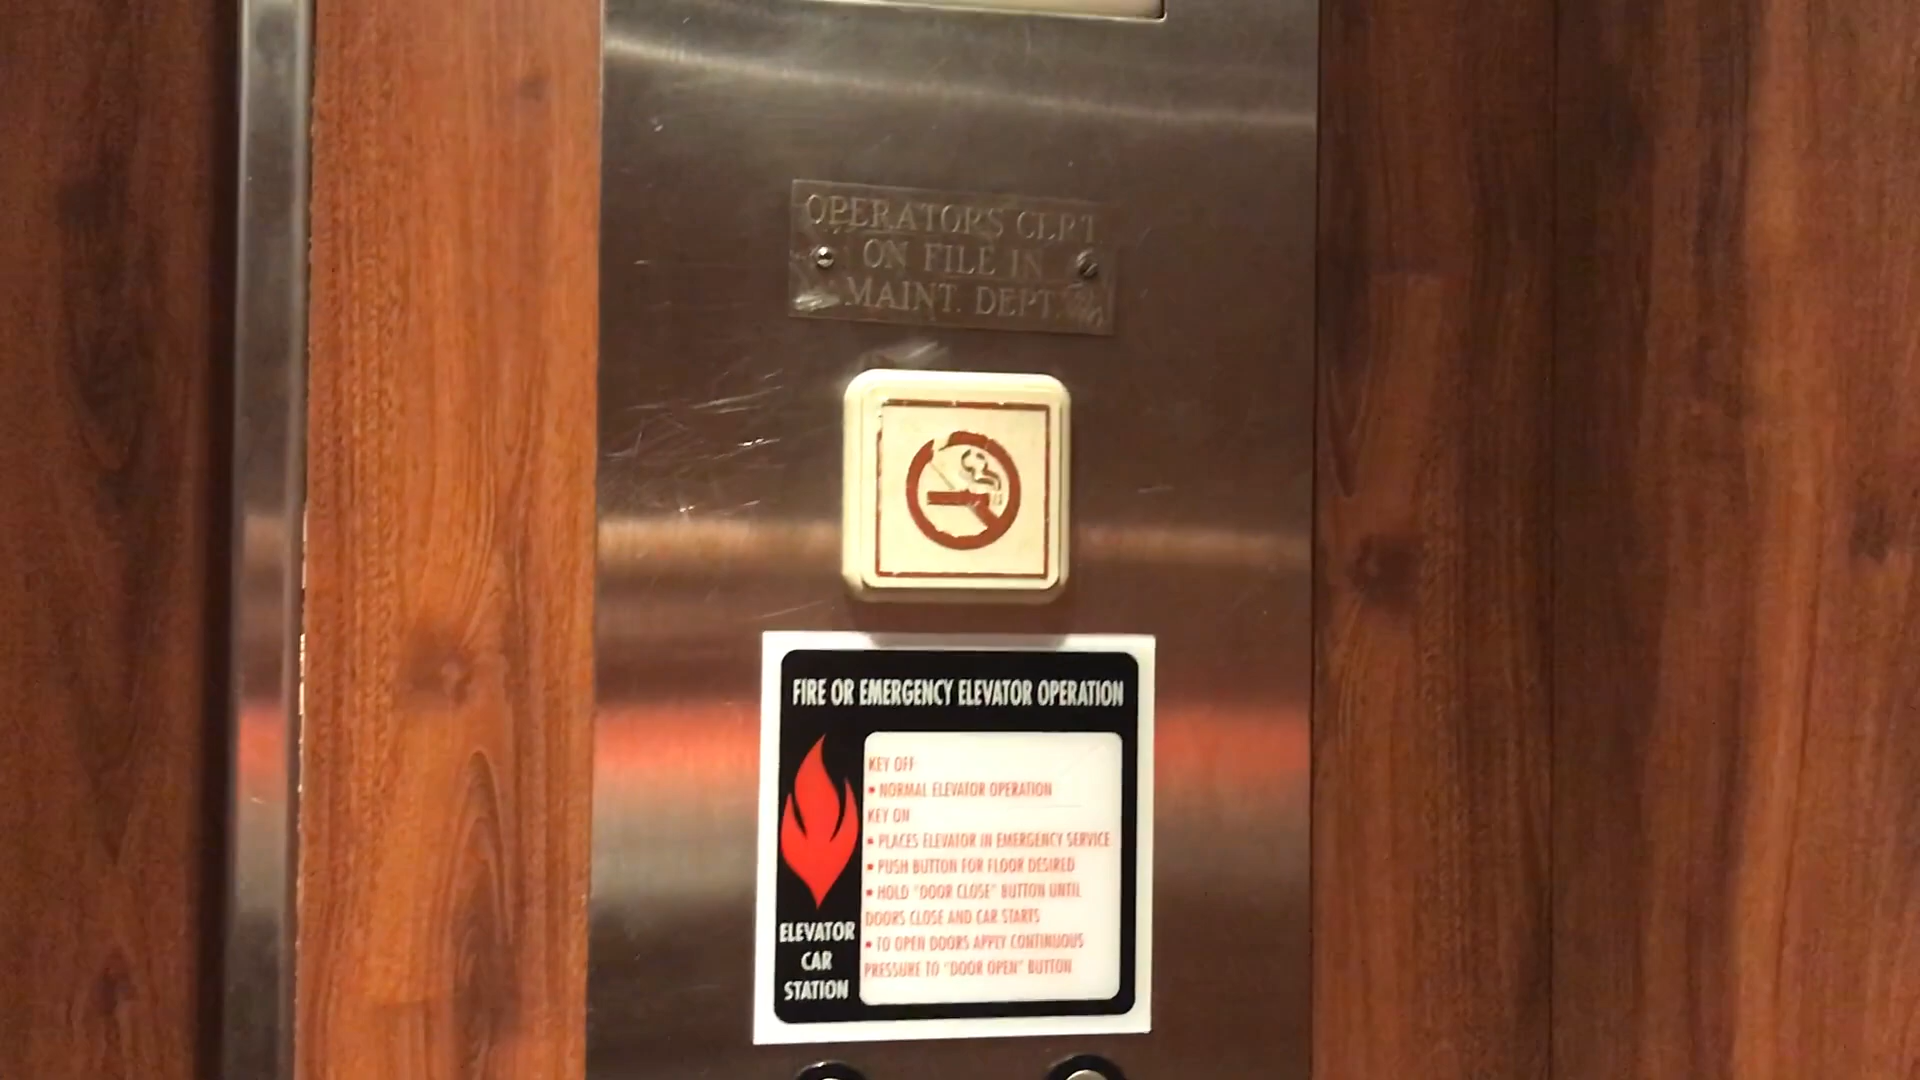 OPERATORS CERT.
ON FILE IN
MAINT. DEPT.
FIRE OR EMERGENCY ELEVATOR OPERATION
KEY OFF
• NORMAL ELEVATOR OPERATION
KEY ON
• PLACES ELEVATOR IN EMERGENCY SERVICE
• PUSH BUTTON FOR FLOOR DESIRED
• HOLD "DOOR CLOSE" BUTTON UNTIL
DOORS CLOSE AND CAR STARTS
• TO OPEN DOORS APPLY CONTINUOUS
PRESSURE TO "DOOR OPEN" BUTTON
ELEVATOR
CAR
STATION